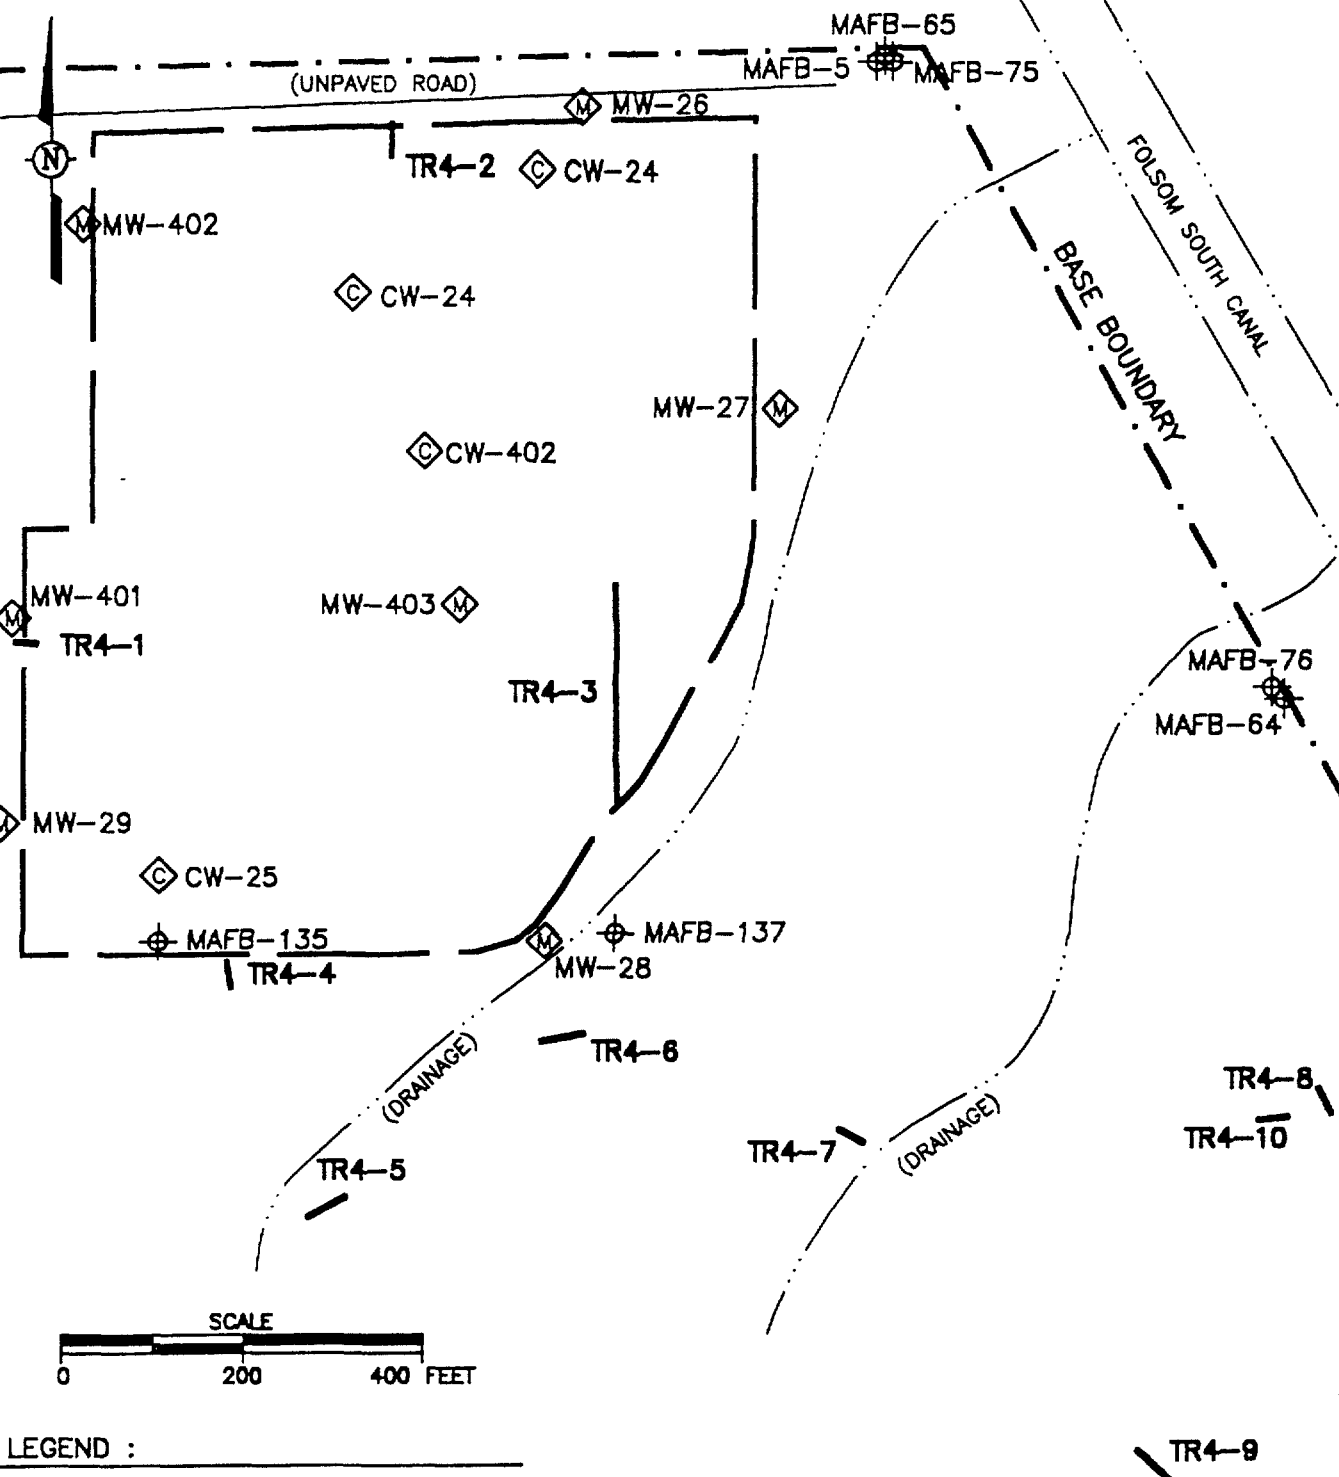 MAFB-65
MAFB-5
MAFB-75
(UNPAVED ROAD)
M MW-26
N
TR4-2
C CW-24
FOLSOM SOUTH CANAL
M MW-402
C CW-24
BASE BOUNDARY
MW-27 M
C CW-402
MW-401
M
MW-403 M
TR4-1
MAFB-76
TR4-3
MAFB-64
M MW-29
C CW-25
MAFB-135
MAFB-137
M
MW-28
TR4-4
TR4-6
(DRAINAGE)
TR4-8
TR4-10
TR4-7
(DRAINAGE)
TR4-5
SCALE
0 200 400 FEET
LEGEND :
TR4-9